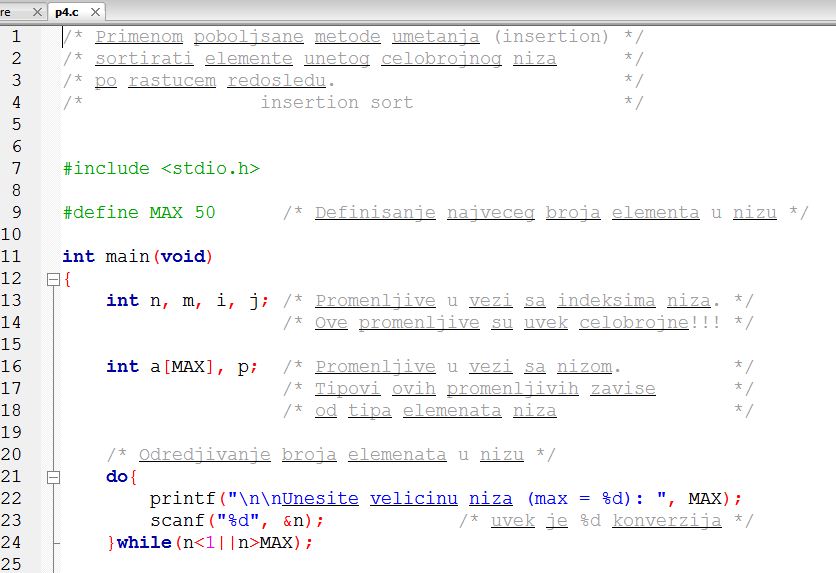 re
p4.c
1 /* Primenom poboljsane metode umetanja (insertion) */
2 /* sortirati elemente unetog celobrojnog niza */
3 /* po rastucem redosledu. */
4 /* insertion sort */
5
6
7 #include <stdio.h>
8
9 #define MAX 50 /* Definisanje najveceg broja elementa u nizu */
10
11 int main(void)
12 {
13 int n, m, i, j; /* Promenljive u vezi sa indeksima niza. */
14 /* Ove promenljive su uvek celobrojne!!! */
15
16 int a[MAX], p; /* Promenljive u vezi sa nizom. */
17 /* Tipovi ovih promenljivih zavise */
18 /* od tipa elemenata niza */
19
20 /* Odredjivanje broja elemenata u nizu */
21 do{
22 printf("\n\nUnesite velicinu niza (max = %d): ", MAX);
23 scanf("%d", &n); /* uvek je %d konverzija */
24 }while(n<1||n>MAX);
25